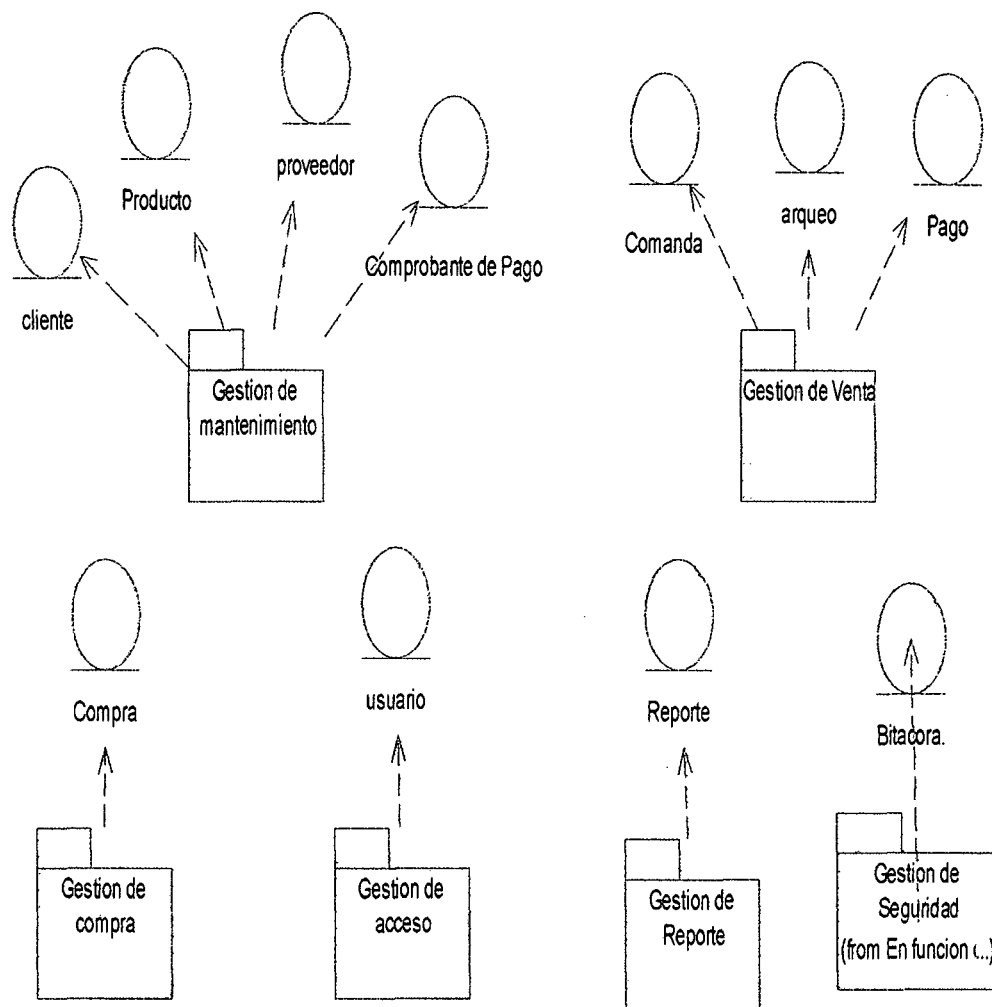 proveedor
Producto
arqueo
Pago
Comanda
Comprobante de Pago
cliente
Gestion de
mantenimiento
Gestion de Venta
Compra
usuario
Reporte
Bitacora.
Gestion de
compra
Gestion de
acceso
Gestion de
Reporte
Gestion de
Seguridad
(from En funcion c..)